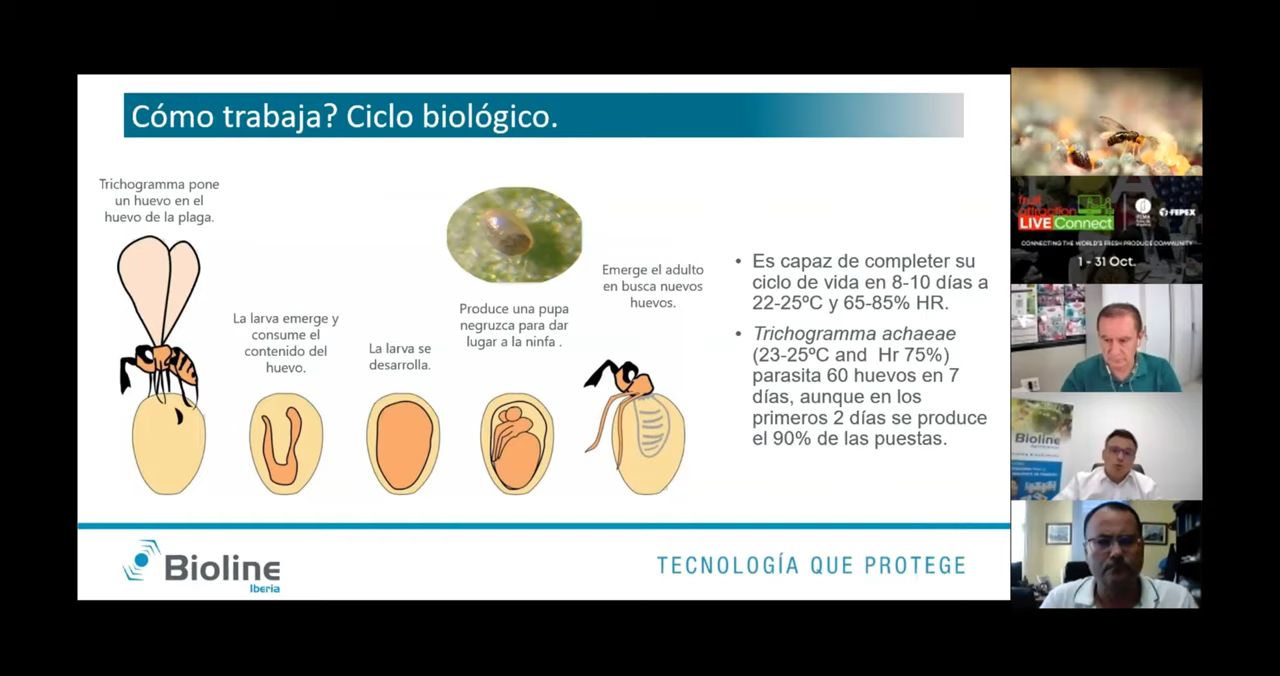 Cómo trabaja? Ciclo biológico.
Trichogramma pone
un huevo en el
huevo de la plaga.
La larva emerge y
consume el
contenido del
huevo.
La larva se
desarrolla.
Produce una pupa
negruzca para dar
lugar a la ninfa .
Emerge el adulto
en busca nuevos
huevos.
• Es capaz de completer su
ciclo de vida en 8-10 días a
22-25ºC y 65-85% HR.
• Trichogramma achaeae
(23-25ºC and Hr 75%)
parasita 60 huevos en 7
días, aunque en los
primeros 2 días se produce
el 90% de las puestas.
Bioline
Iberia
TECNOLOGÍA QUE PROTEGE
fruit
attraction
LIVE Connect
FEPEX
CONNECTING THE WORLD'S FRESH PRODUCE COMMUNITY
1 - 31 Oct.
Bioline